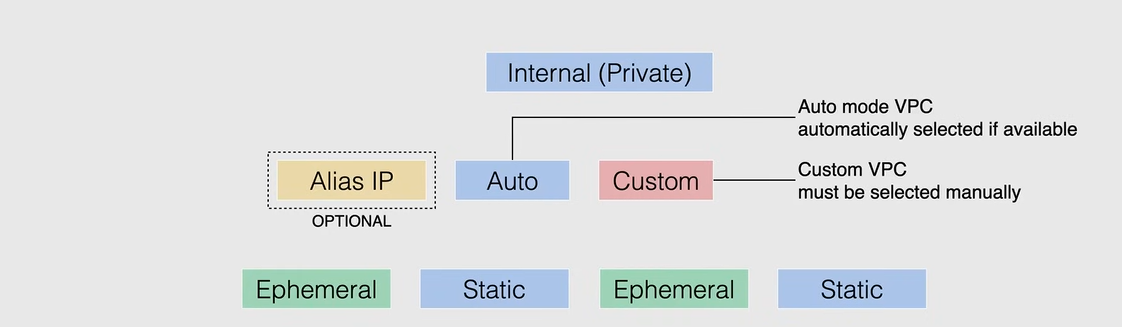 Internal (Private)
Auto mode VPC
automatically selected if available
Alias IP
Auto
Custom
Custom VPC
must be selected manually
OPTIONAL
Ephemeral
Static
Ephemeral
Static